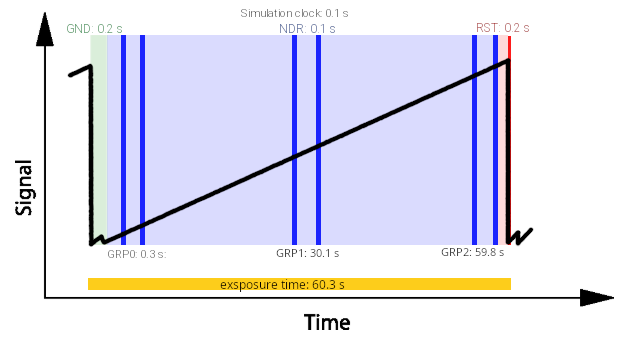 Simulation clock: 0.1 s
GND: 0.2 s
NDR: 0.1 s
RST: 0.2 s
Signal
GRP0: 0.3 s:
GRP1: 30.1 s
GRP2: 59.8 s
exsposure time: 60.3 s
Time